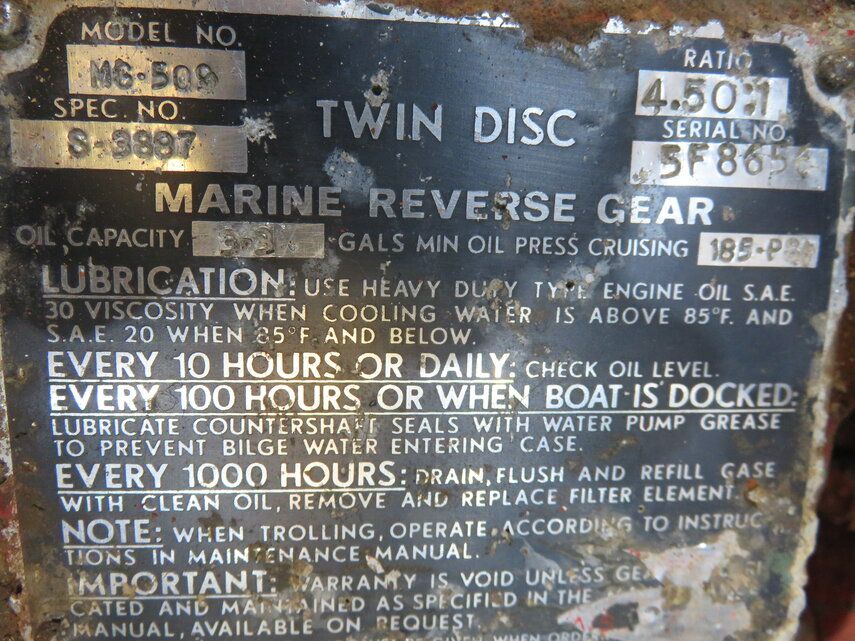 MODEL NO.
MG-509
RATIO
4.50:1
SPEC. NO.
S-3887
TWIN DISC
SERIAL NO.
5F865
MARINE REVERSE GEAR
OIL CAPACITY GALS MIN OIL PRESS CRUISING 185-PSI
LUBRICATION: USE HEAVY DUTY TYPE ENGINE OIL S.A.E.
30 VISCOSITY WHEN COOLING WATER IS ABOVE 85°F. AND
S.A.E. 20 WHEN 85°F AND BELOW.
EVERY 10 HOURS OR DAILY: CHECK OIL LEVEL.
EVERY 100 HOURS OR WHEN BOAT IS DOCKED:
LUBRICATE COUNTERSHAFT SEALS WITH WATER PUMP GREASE
TO PREVENT BILGE WATER ENTERING CASE.
EVERY 1000 HOURS: DRAIN, FLUSH AND REFILL CASE
WITH CLEAN OIL, REMOVE AND REPLACE FILTER ELEMENT.
NOTE: WHEN TROLLING, OPERATE ACCORDING TO INSTRUC
TIONS IN MAINTENANCE MANUAL.
IMPORTANT: WARRANTY IS VOID UNLESS
CATED AND MAINTAINED AS SPECIFIED IN THE
MANUAL, AVAILABLE ON REQUEST.
GIVEN WHEN